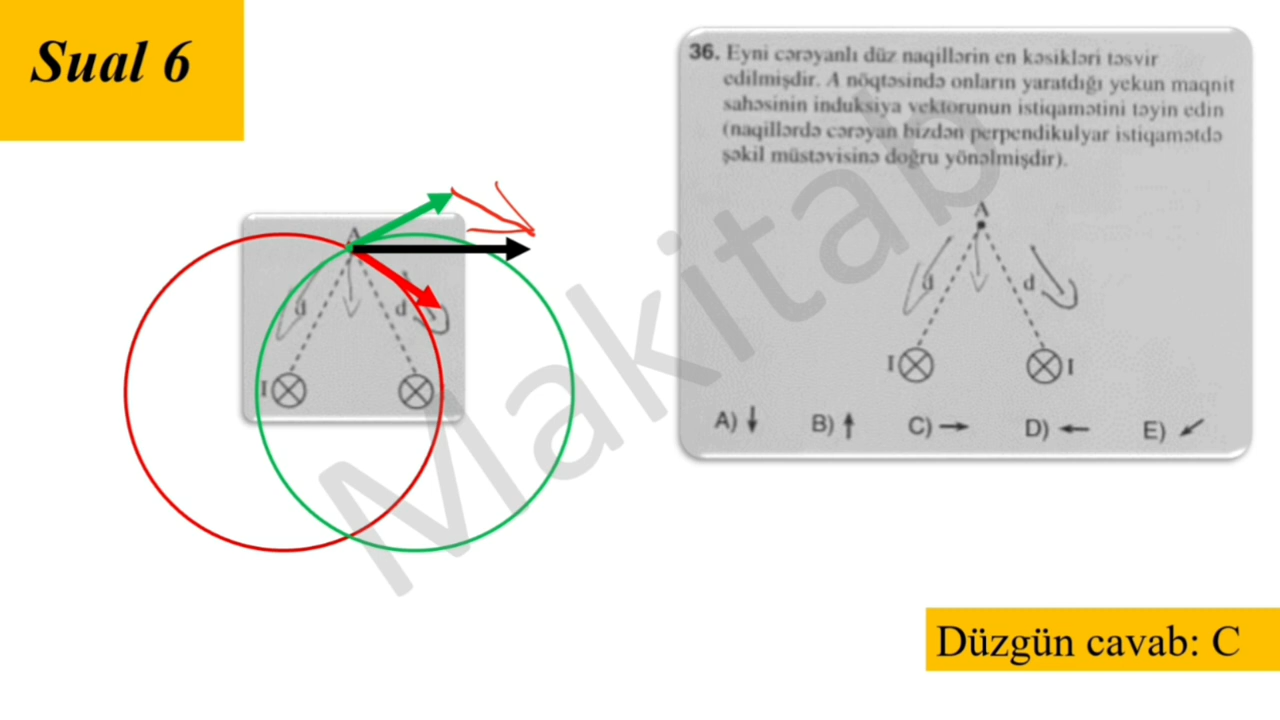 Sual 6
36. Eyni cərəyanlı düz naqillərin en kəsikləri təsvir
edilmişdir. A nöqtəsində onların yaratdığı yekun maqnit
sahəsinin induksiya vektorunun istiqamətini təyin edin
(naqillərdə cərəyan bizdən perpendikulyar istiqamətdə
şəkil müstəvisinə doğru yönəlmişdir).
A
d d
I I
A) ↓ B) ↑ C) → D) ← E) ↙
A
d d
I
Makitab
Düzgün cavab: C